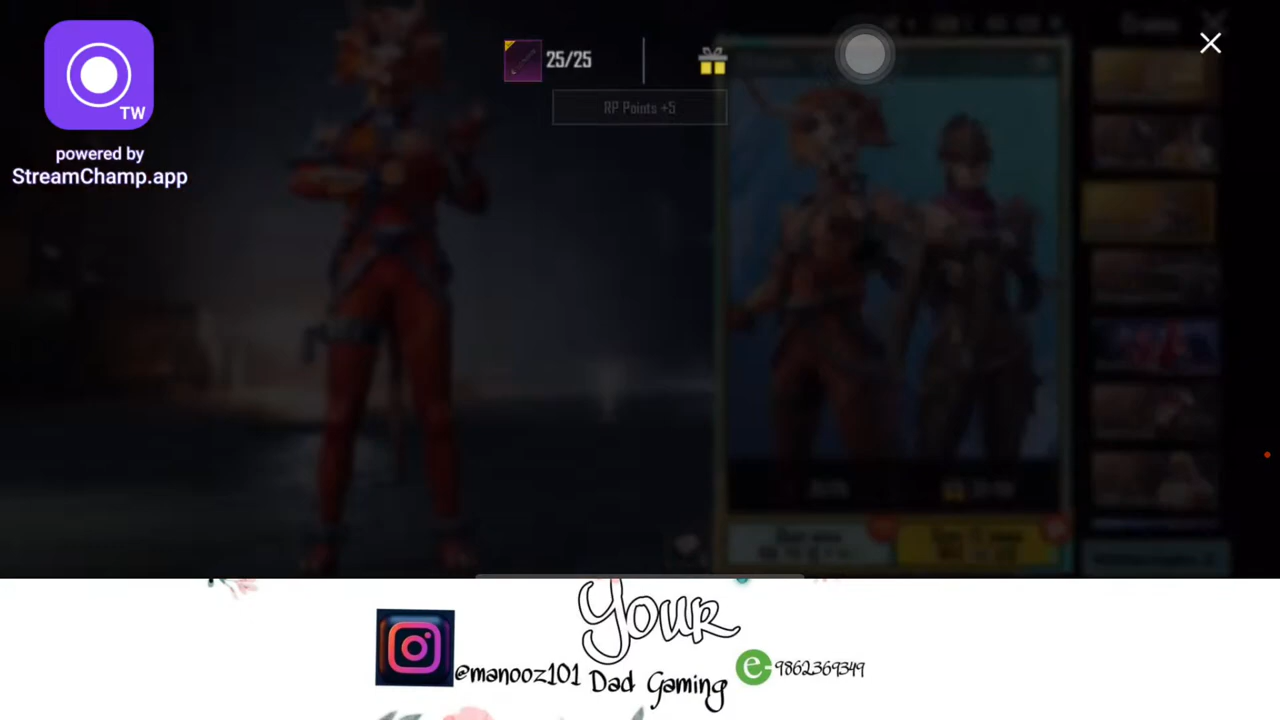 25/25
RP Points +5
TW
powered by
StreamChamp.app
Your
@manooz101 Dad Gaming
e-9862369349